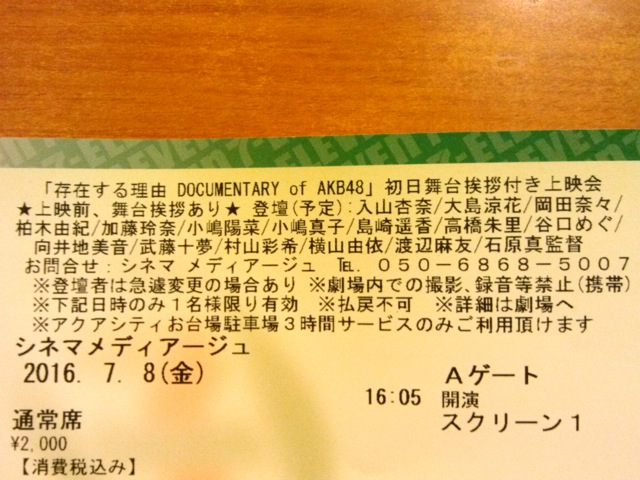 7-ELEVEN
「存在する理由 DOCUMENTARY of AKB48」初日舞台挨拶付き上映会
★上映前、舞台挨拶あり★ 登壇(予定):入山杏奈/大島涼花/岡田奈々/
柏木由紀/加藤玲奈/小嶋陽菜/小嶋真子/島崎遥香/高橋朱里/谷口めぐ/
向井地美音/武藤十夢/村山彩希/横山由依/渡辺麻友/石原真監督
お問合せ:シネマ メディアージュ ℡. 050-6868-5007
※登壇者は急遽変更の場合あり ※劇場内での撮影、録音等禁止(携帯)
※下記日時のみ1名様限り有効 ※払戻不可 ※詳細は劇場へ
※アクアシティお台場駐車場3時間サービスのみご利用頂けます
シネマメディアージュ
2016. 7. 8(金)
Aゲート
16:05 開演
スクリーン1
通常席
¥2,000
【消費税込み】